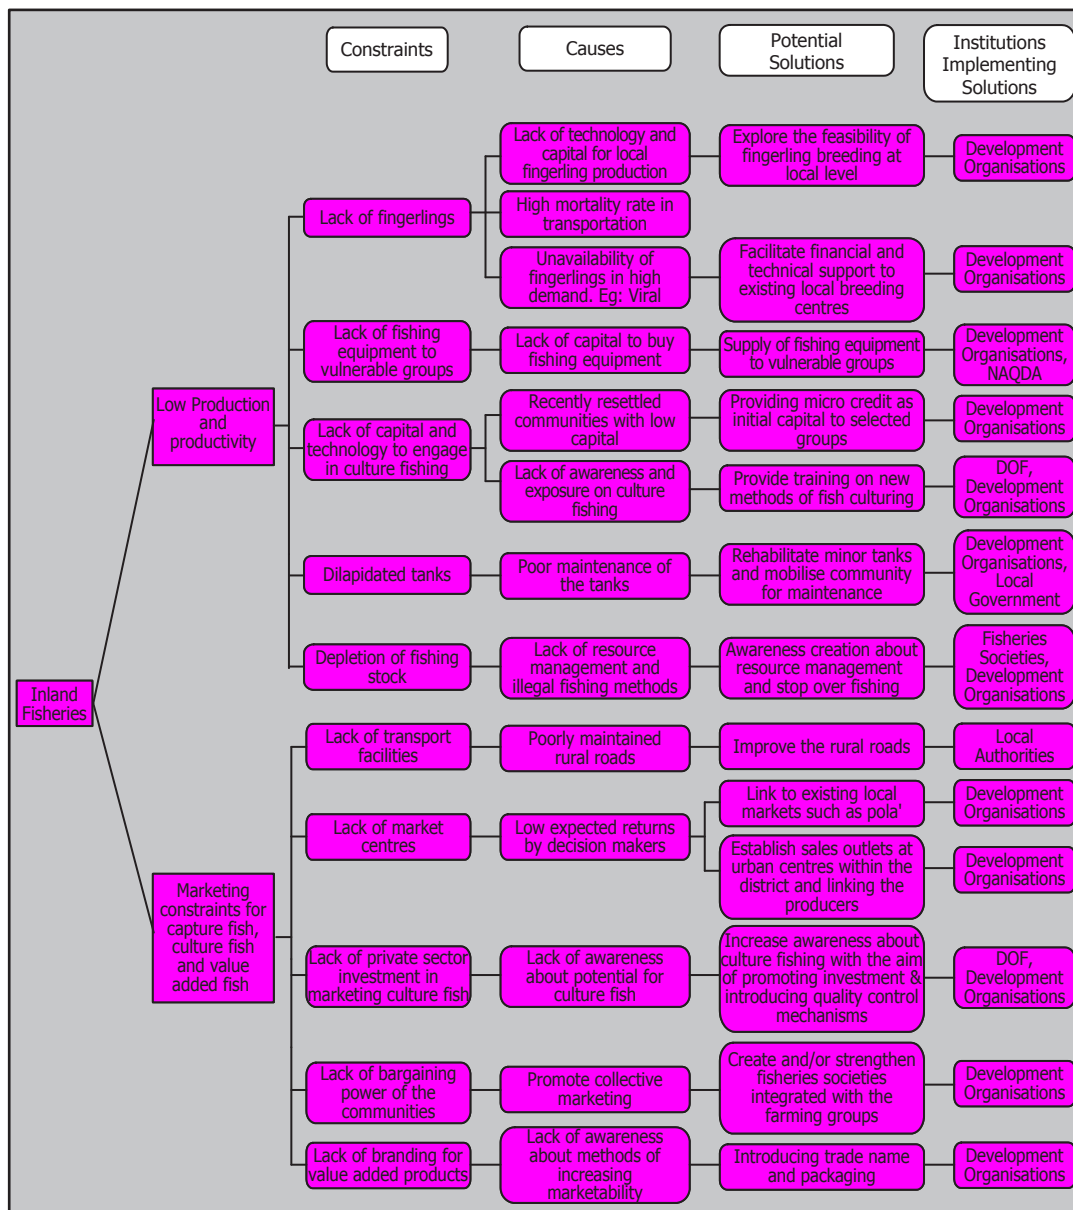 Constraints
Causes
Potential
Solutions
Institutions
Implementing
Solutions
Inland
Fisheries
Low Production
and
productivity
Lack of fingerlings
Lack of technology and
capital for local
fingerling production
Explore the feasibility of
fingerling breeding at
local level
Development
Organisations
High mortality rate in
transportation
Unavailability of
fingerlings in high
demand. Eg: Viral
Facilitate financial and
technical support to
existing local breeding
centres
Development
Organisations
Lack of fishing
equipment to
vulnerable groups
Lack of capital to buy
fishing equipment
Supply of fishing equipment
to vulnerable groups
Development
Organisations,
NAQDA
Lack of capital and
technology to engage
in culture fishing
Recently resettled
communities with low
capital
Providing micro credit as
initial capital to selected
groups
Development
Organisations
Lack of awareness and
exposure on culture
fishing
Provide training on new
methods of fish culturing
DOF,
Development
Organisations
Dilapidated tanks
Poor maintenance of
the tanks
Rehabilitate minor tanks
and mobilise community
for maintenance
Development
Organisations,
Local
Government
Depletion of fishing
stock
Lack of resource
management and
illegal fishing methods
Awareness creation about
resource management
and stop over fishing
Fisheries
Societies,
Development
Organisations
Marketing
constraints for
capture fish,
culture fish
and value
added fish
Lack of transport
facilities
Poorly maintained
rural roads
Improve the rural roads
Local
Authorities
Lack of market
centres
Low expected returns
by decision makers
Link to existing local
markets such as pola'
Development
Organisations
Establish sales outlets at
urban centres within the
district and linking the
producers
Development
Organisations
Lack of private sector
investment in
marketing culture fish
Lack of awareness
about potential for
culture fish
Increase awareness about
culture fishing with the aim
of promoting investment &
introducing quality control
mechanisms
DOF,
Development
Organisations
Lack of bargaining
power of the
communities
Promote collective
marketing
Create and/or strengthen
fisheries societies
integrated with the
farming groups
Development
Organisations
Lack of branding for
value added products
Lack of awareness
about methods of
increasing
marketability
Introducing trade name
and packaging
Development
Organisations